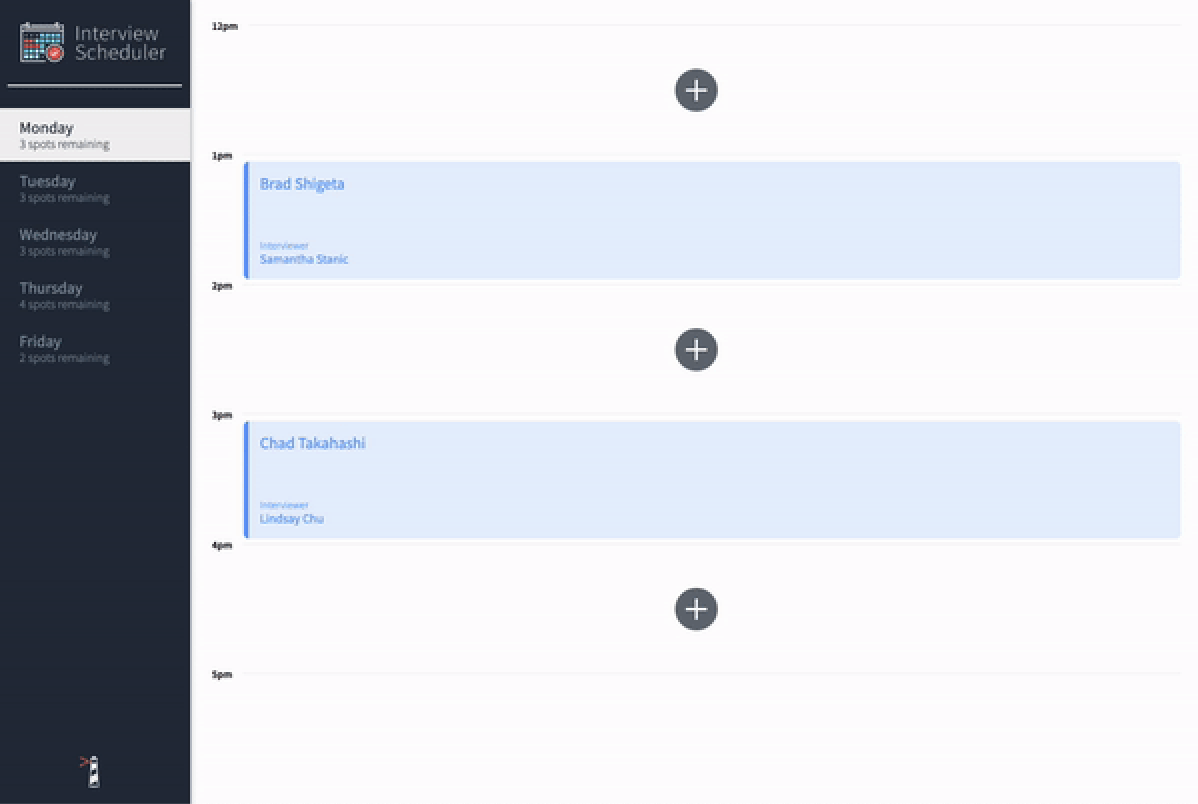 Interview
Scheduler
Monday
3 spots remaining
Tuesday
3 spots remaining
Wednesday
3 spots remaining
Thursday
4 spots remaining
Friday
2 spots remaining
12pm
1pm
Brad Shigeta
Interviewer
Samantha Stanic
2pm
3pm
Chad Takahashi
Interviewer
Lindsay Chu
4pm
5pm